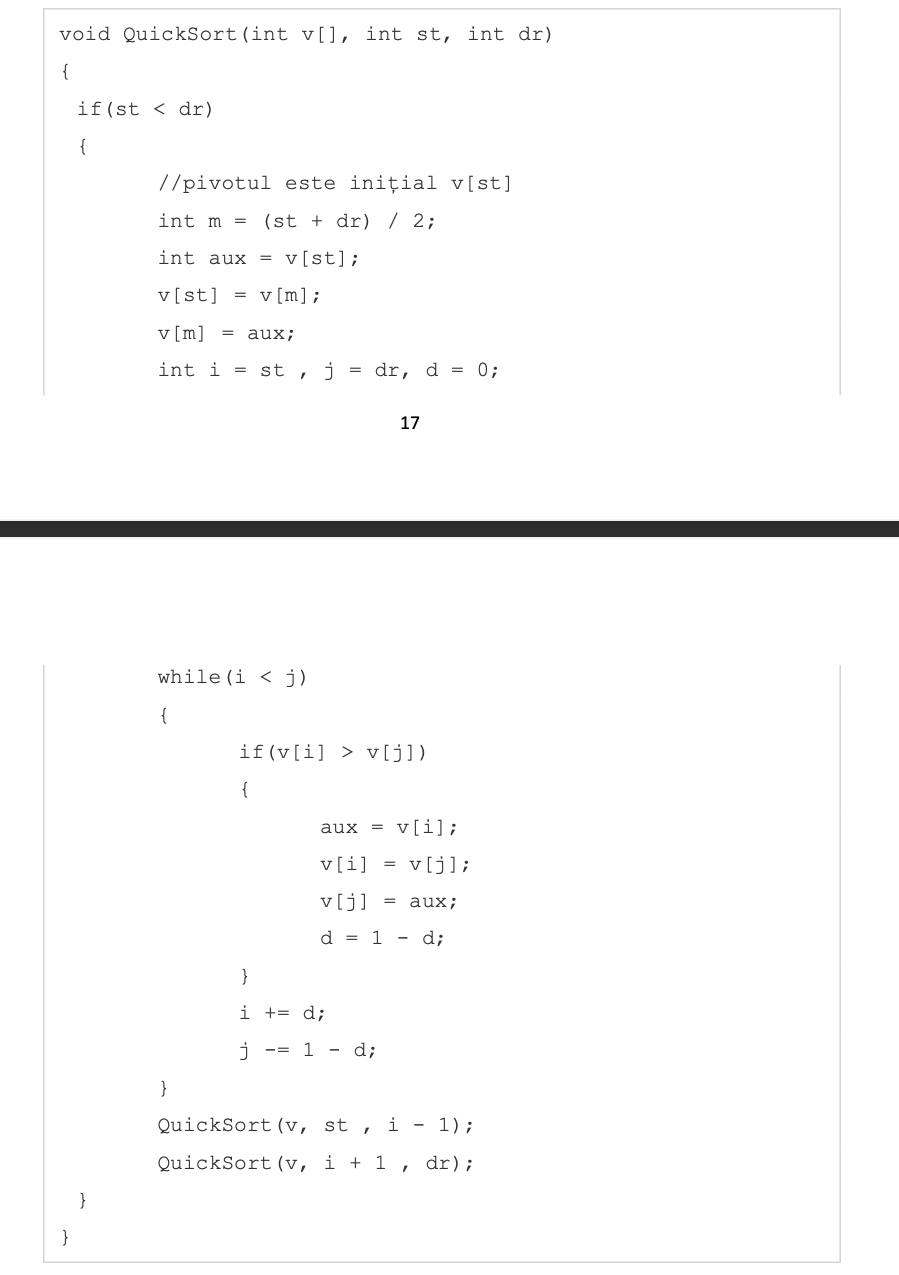 void QuickSort(int v[], int st, int dr)
{
if(st < dr)
{
//pivotul este inițial v[st]
int m = (st + dr) / 2;
int aux = v[st];
v[st] = v[m];
v[m] = aux;
int i = st , j = dr, d = 0;
17
while(i < j)
{
if(v[i] > v[j])
{
aux = v[i];
v[i] = v[j];
v[j] = aux;
d = 1 - d;
}
i += d;
j -= 1 - d;
}
QuickSort(v, st , i - 1);
QuickSort(v, i + 1 , dr);
}
}